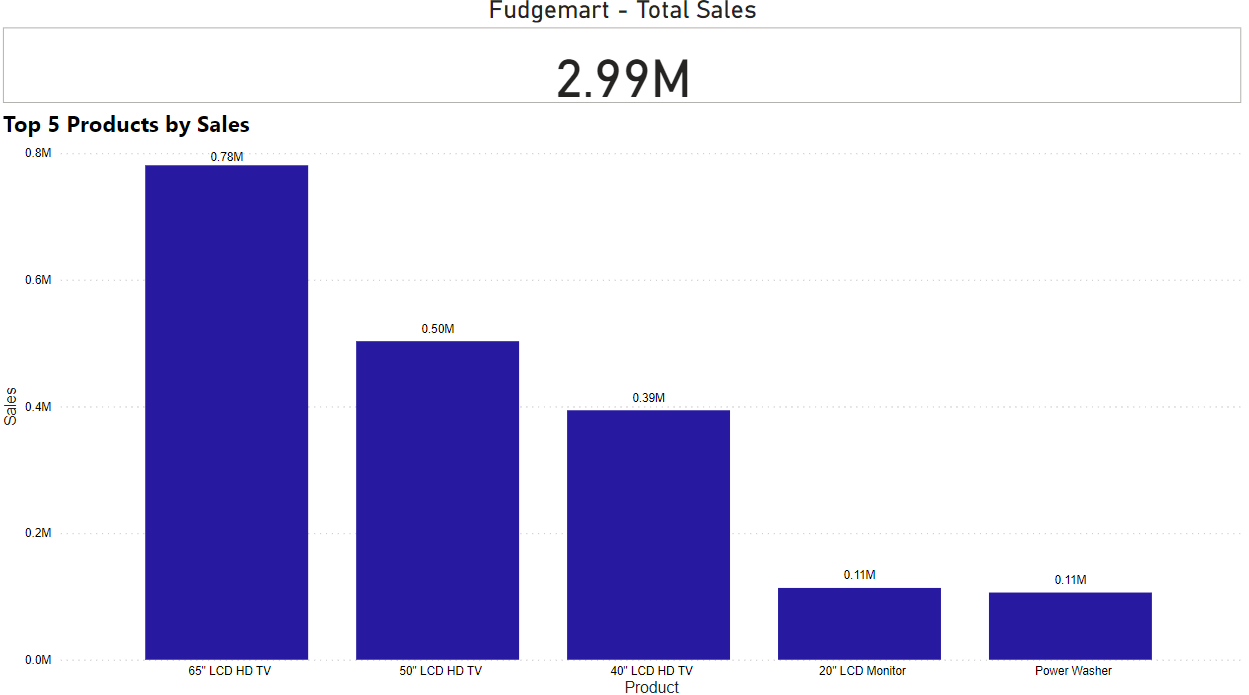 Fudgemart - Total Sales
2.99M
Top 5 Products by Sales
0.8M
0.6M
0.4M
0.2M
0.0M
Sales
0.78M
0.50M
0.39M
0.11M
0.11M
65" LCD HD TV
50" LCD HD TV
40" LCD HD TV
20" LCD Monitor
Power Washer
Product